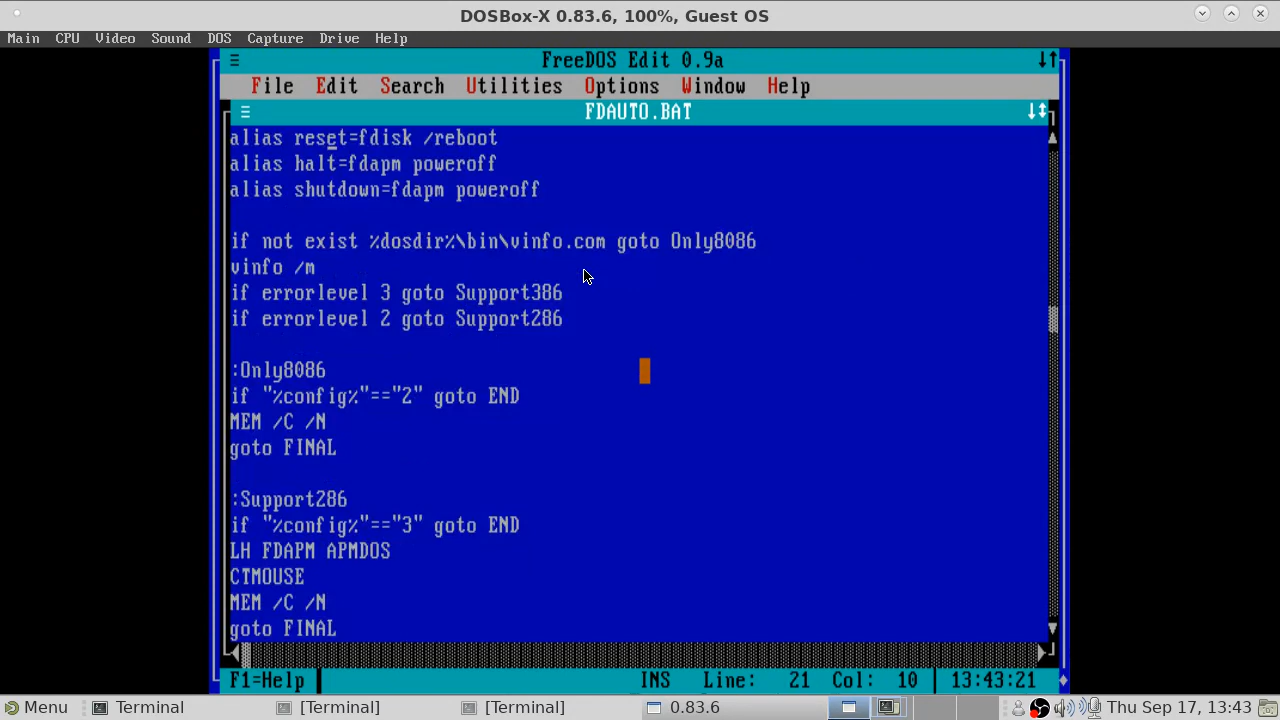 DOSBox-X 0.83.6, 100%, Guest OS
Main CPU Video Sound DOS Capture Drive Help
FreeDOS Edit 0.9a
File Edit Search Utilities Options Window Help
FDAUTO.BAT
alias reset=fdisk /reboot
alias halt=fdapm poweroff
alias shutdown=fdapm poweroff
if not exist %dosdir%\bin\vinfo.com goto Only8086
vinfo /m
if errorlevel 3 goto Support386
if errorlevel 2 goto Support286
:Only8086
if "%config%"=="2" goto END
MEM /C /N
goto FINAL
:Support286
if "%config%"=="3" goto END
LH FDAPM APMDOS
CTMOUSE
MEM /C /N
goto FINAL
F1=Help INS Line: 21 Col: 10 13:43:21
Menu Terminal [Terminal] [Terminal] 0.83.6 Thu Sep 17, 13:43